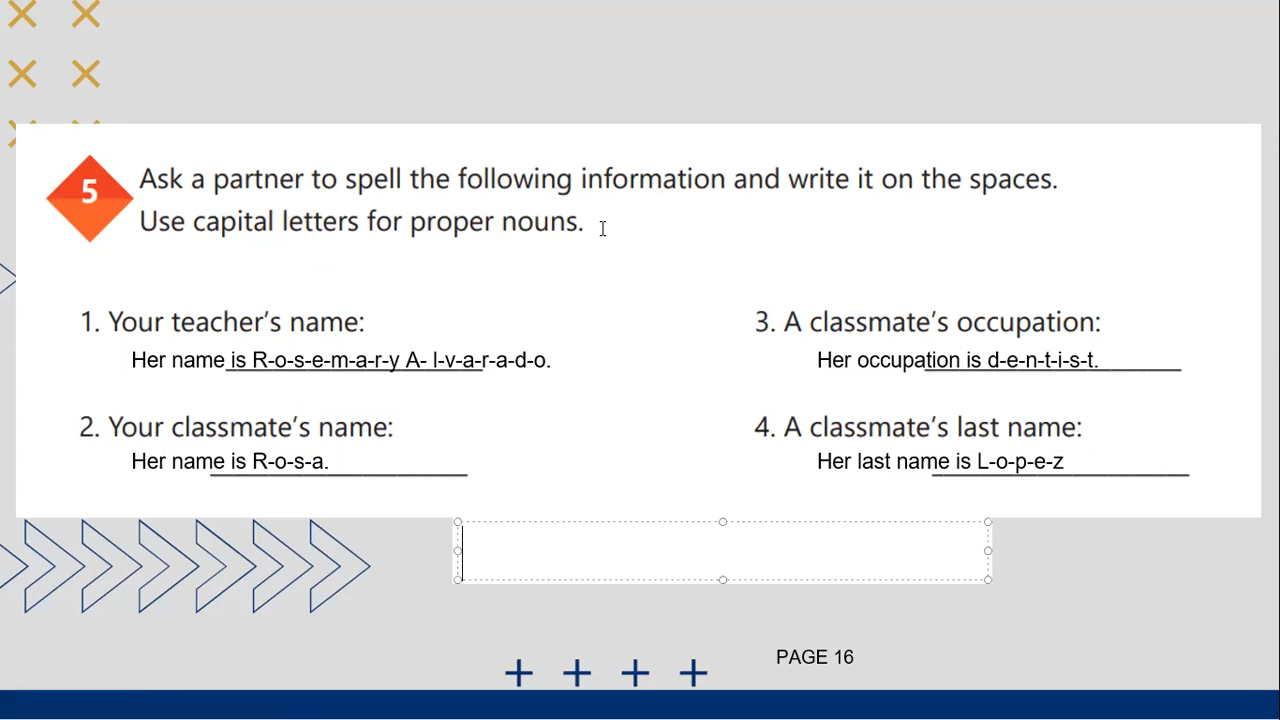 5
Ask a partner to spell the following information and write it on the spaces.
Use capital letters for proper nouns.
1. Your teacher's name:
Her name is R-o-s-e-m-a-r-y A- l-v-a-r-a-d-o.
2. Your classmate's name:
Her name is R-o-s-a.
3. A classmate's occupation:
Her occupation is d-e-n-t-i-s-t.
4. A classmate's last name:
Her last name is L-o-p-e-z
PAGE 16